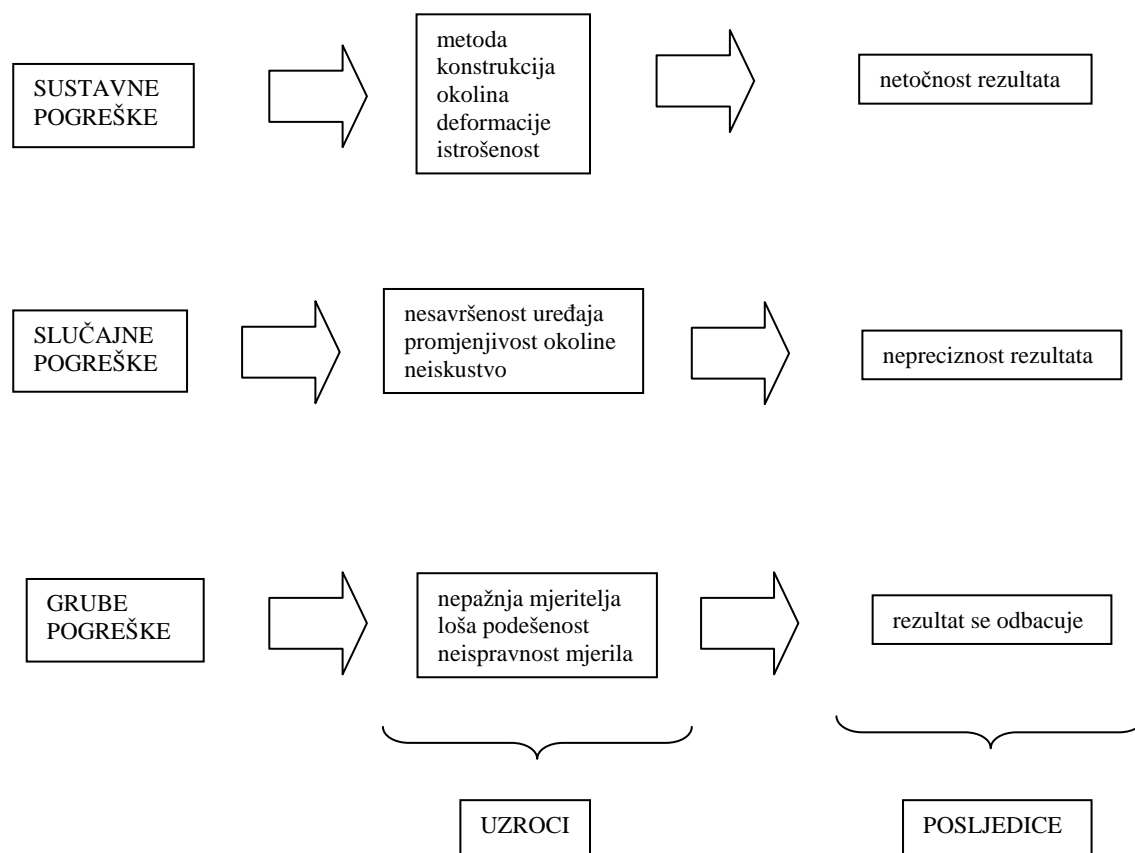 SUSTAVNE
POGREŠKE
metoda
konstrukcija
okolina
deformacije
istrošenost
netočnost rezultata
SLUČAJNE
POGREŠKE
nesavršenost uređaja
promjenjivost okoline
neiskustvo
nepreciznost rezultata
GRUBE
POGREŠKE
nepažnja mjeritelja
loša podešenost
neispravnost mjerila
rezultat se odbacuje
UZROCI
POSLJEDICE